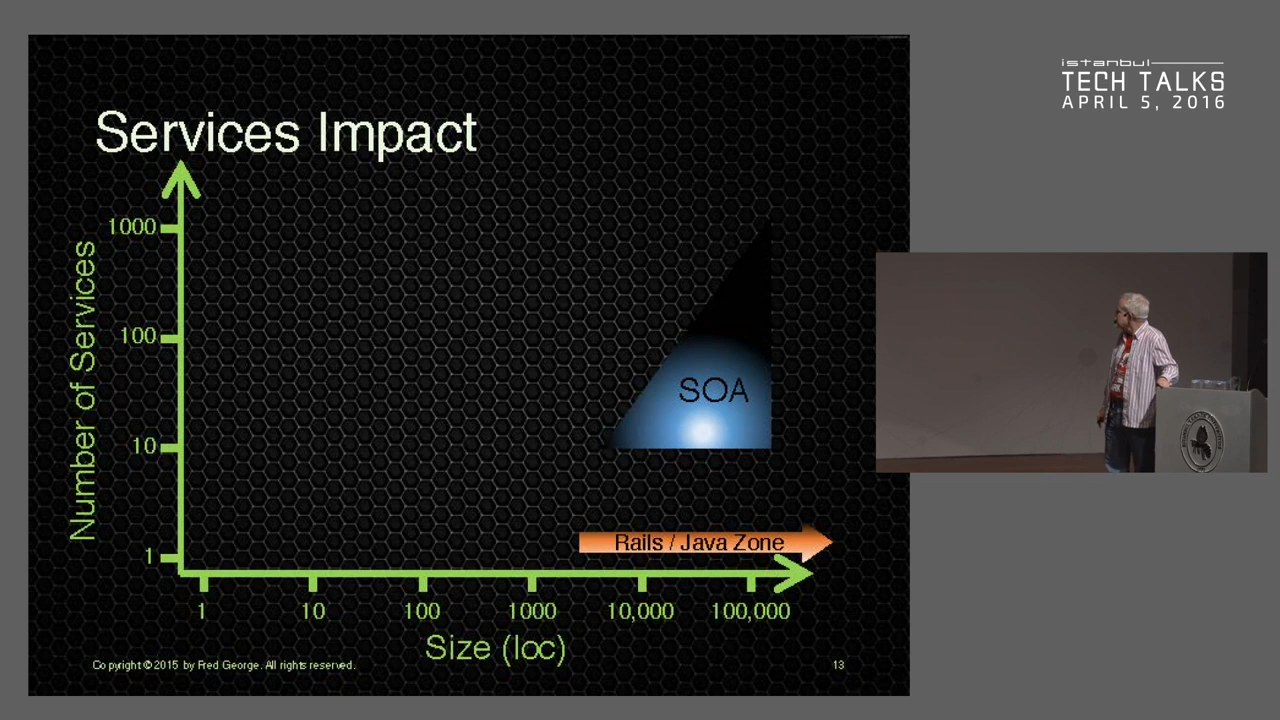 istanbul
TECH TALKS
APRIL 5, 2016
Services Impact
Number of Services
1000
100
10
1
SOA
Rails / Java Zone
1 10 100 1000 10,000 100,000
Size (loc)
Copyright © 2015 by Fred George. All rights reserved.
13